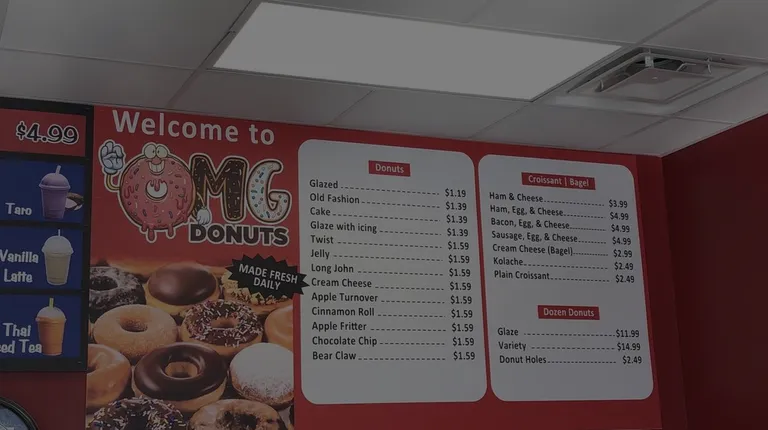 $4.99
Taro
Vanilla
Latte
Thai
Iced Tea
Welcome to
OMG
DONUTS
MADE FRESH
DAILY
Donuts
Glazed $1.19
Old Fashion $1.39
Cake $1.39
Glaze with icing $1.39
Twist $1.59
Jelly $1.59
Long John $1.59
Cream Cheese $1.59
Apple Turnover $1.59
Cinnamon Roll $1.59
Apple Fritter $1.59
Chocolate Chip $1.59
Bear Claw $1.59
Croissant | Bagel
Ham & Cheese $3.99
Ham, Egg, & Cheese $4.99
Bacon, Egg, & Cheese $4.99
Sausage, Egg, & Cheese $4.99
Cream Cheese (Bagel) $2.99
Kolache $2.49
Plain Croissant $2.49
Dozen Donuts
Glaze $11.99
Variety $14.99
Donut Holes $2.49